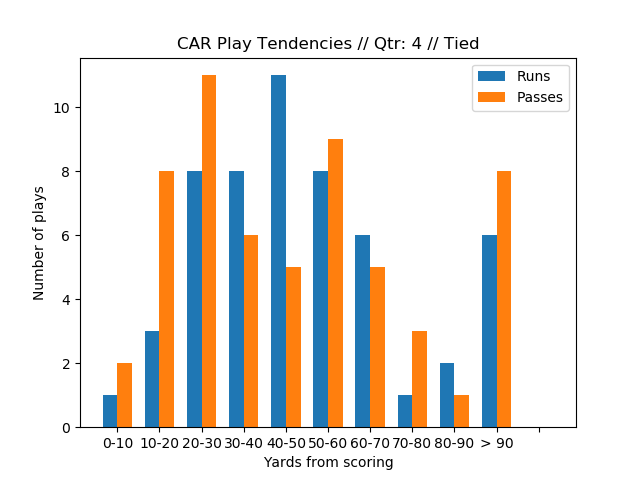 CAR Play Tendencies // Qtr: 4 // Tied
Runs
Passes
Number of plays
10
8
6
4
2
0
0-10 10-20 20-30 30-40 40-50 50-60 60-70 70-80 80-90 > 90
Yards from scoring